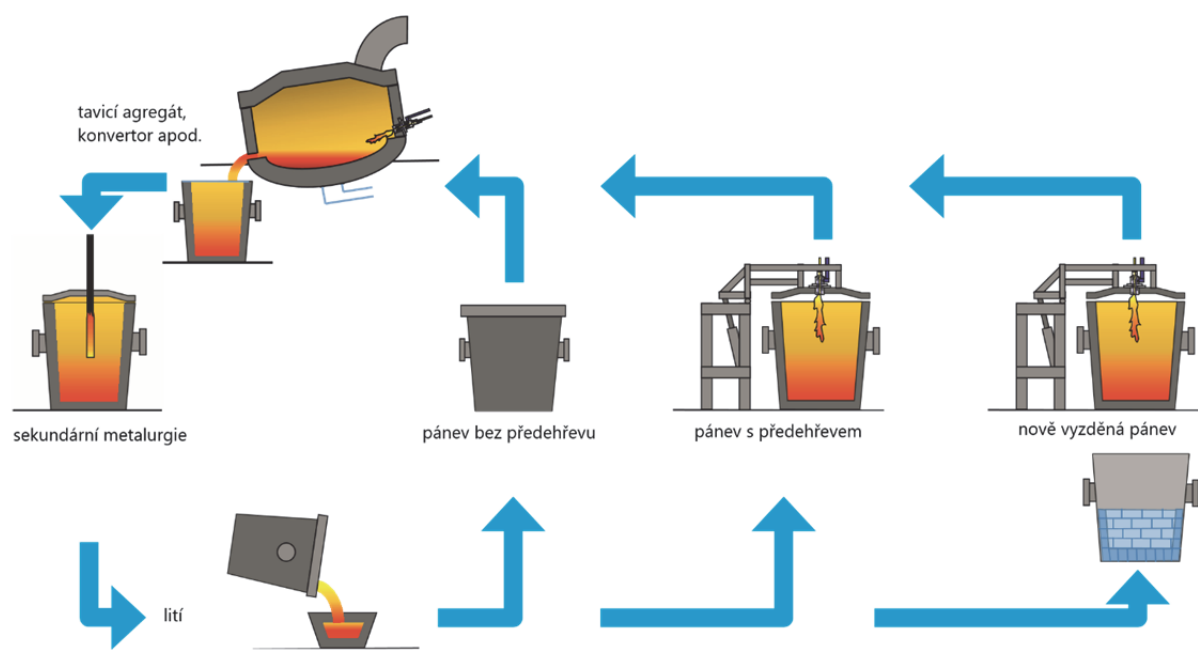 tavicí agregát,
konvertor apod.
sekundární metalurgie
pánev bez předehřevu
pánev s předehřevem
nově vyzděná pánev
lití